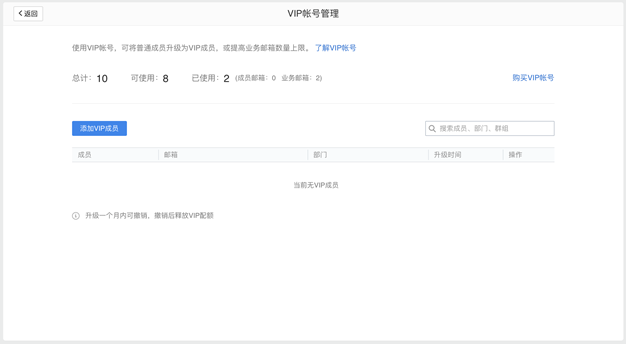 返回
VIP帐号管理
使用VIP帐号，可将普通成员升级为VIP成员，或提高业务邮箱数量上限。了解VIP帐号
总计：10 可使用：8 已使用：2 (成员邮箱：0 业务邮箱：2) 购买VIP帐号
添加VIP成员 搜索成员、部门、群组
成员 邮箱 部门 升级时间 操作
当前无VIP成员
升级一个月内可撤销，撤销后释放VIP配额